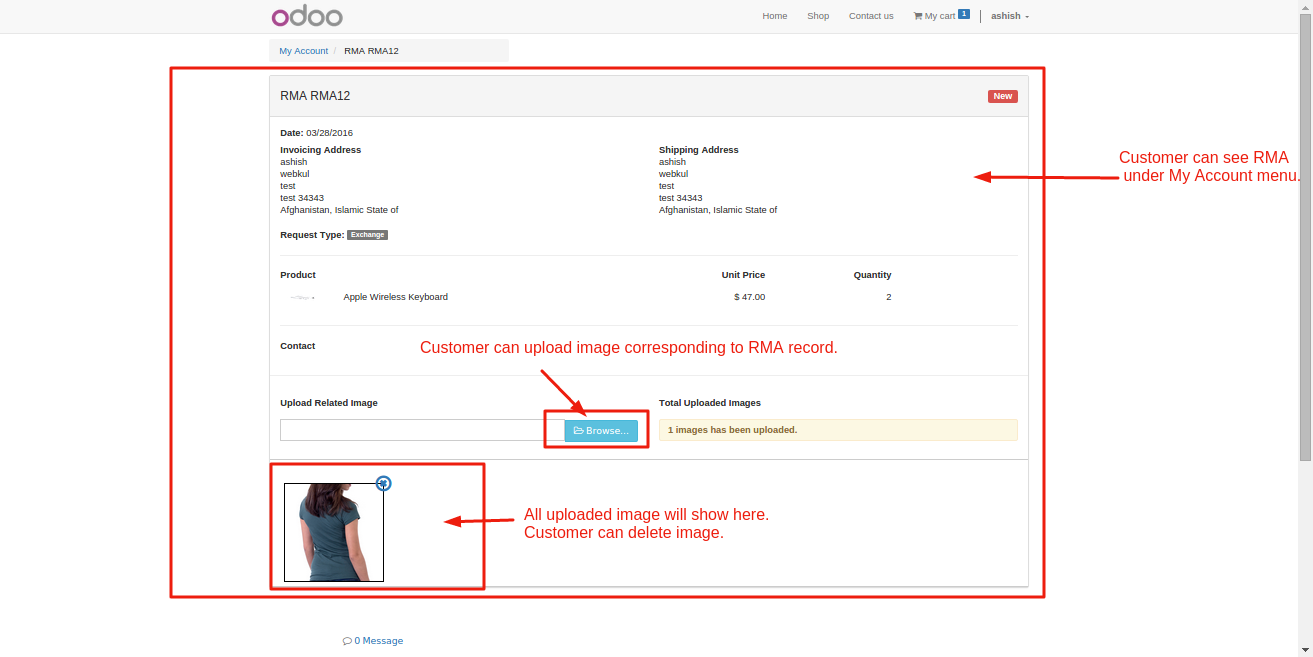 odoo
Home Shop Contact us My cart 1 ashish
My Account / RMA RMA12
RMA RMA12 New
Date: 03/28/2016
Invoicing Address Shipping Address
ashish ashish
webkul webkul
test test
test 34343 test 34343
Afghanistan, Islamic State of Afghanistan, Islamic State of
Customer can see RMA
under My Account menu.
Request Type: Exchange
Product Unit Price Quantity
Apple Wireless Keyboard $ 47.00 2
Contact
Customer can upload image corresponding to RMA record.
Upload Related Image Total Uploaded Images
Browse... 1 images has been uploaded.
All uploaded image will show here.
Customer can delete image.
0 Message